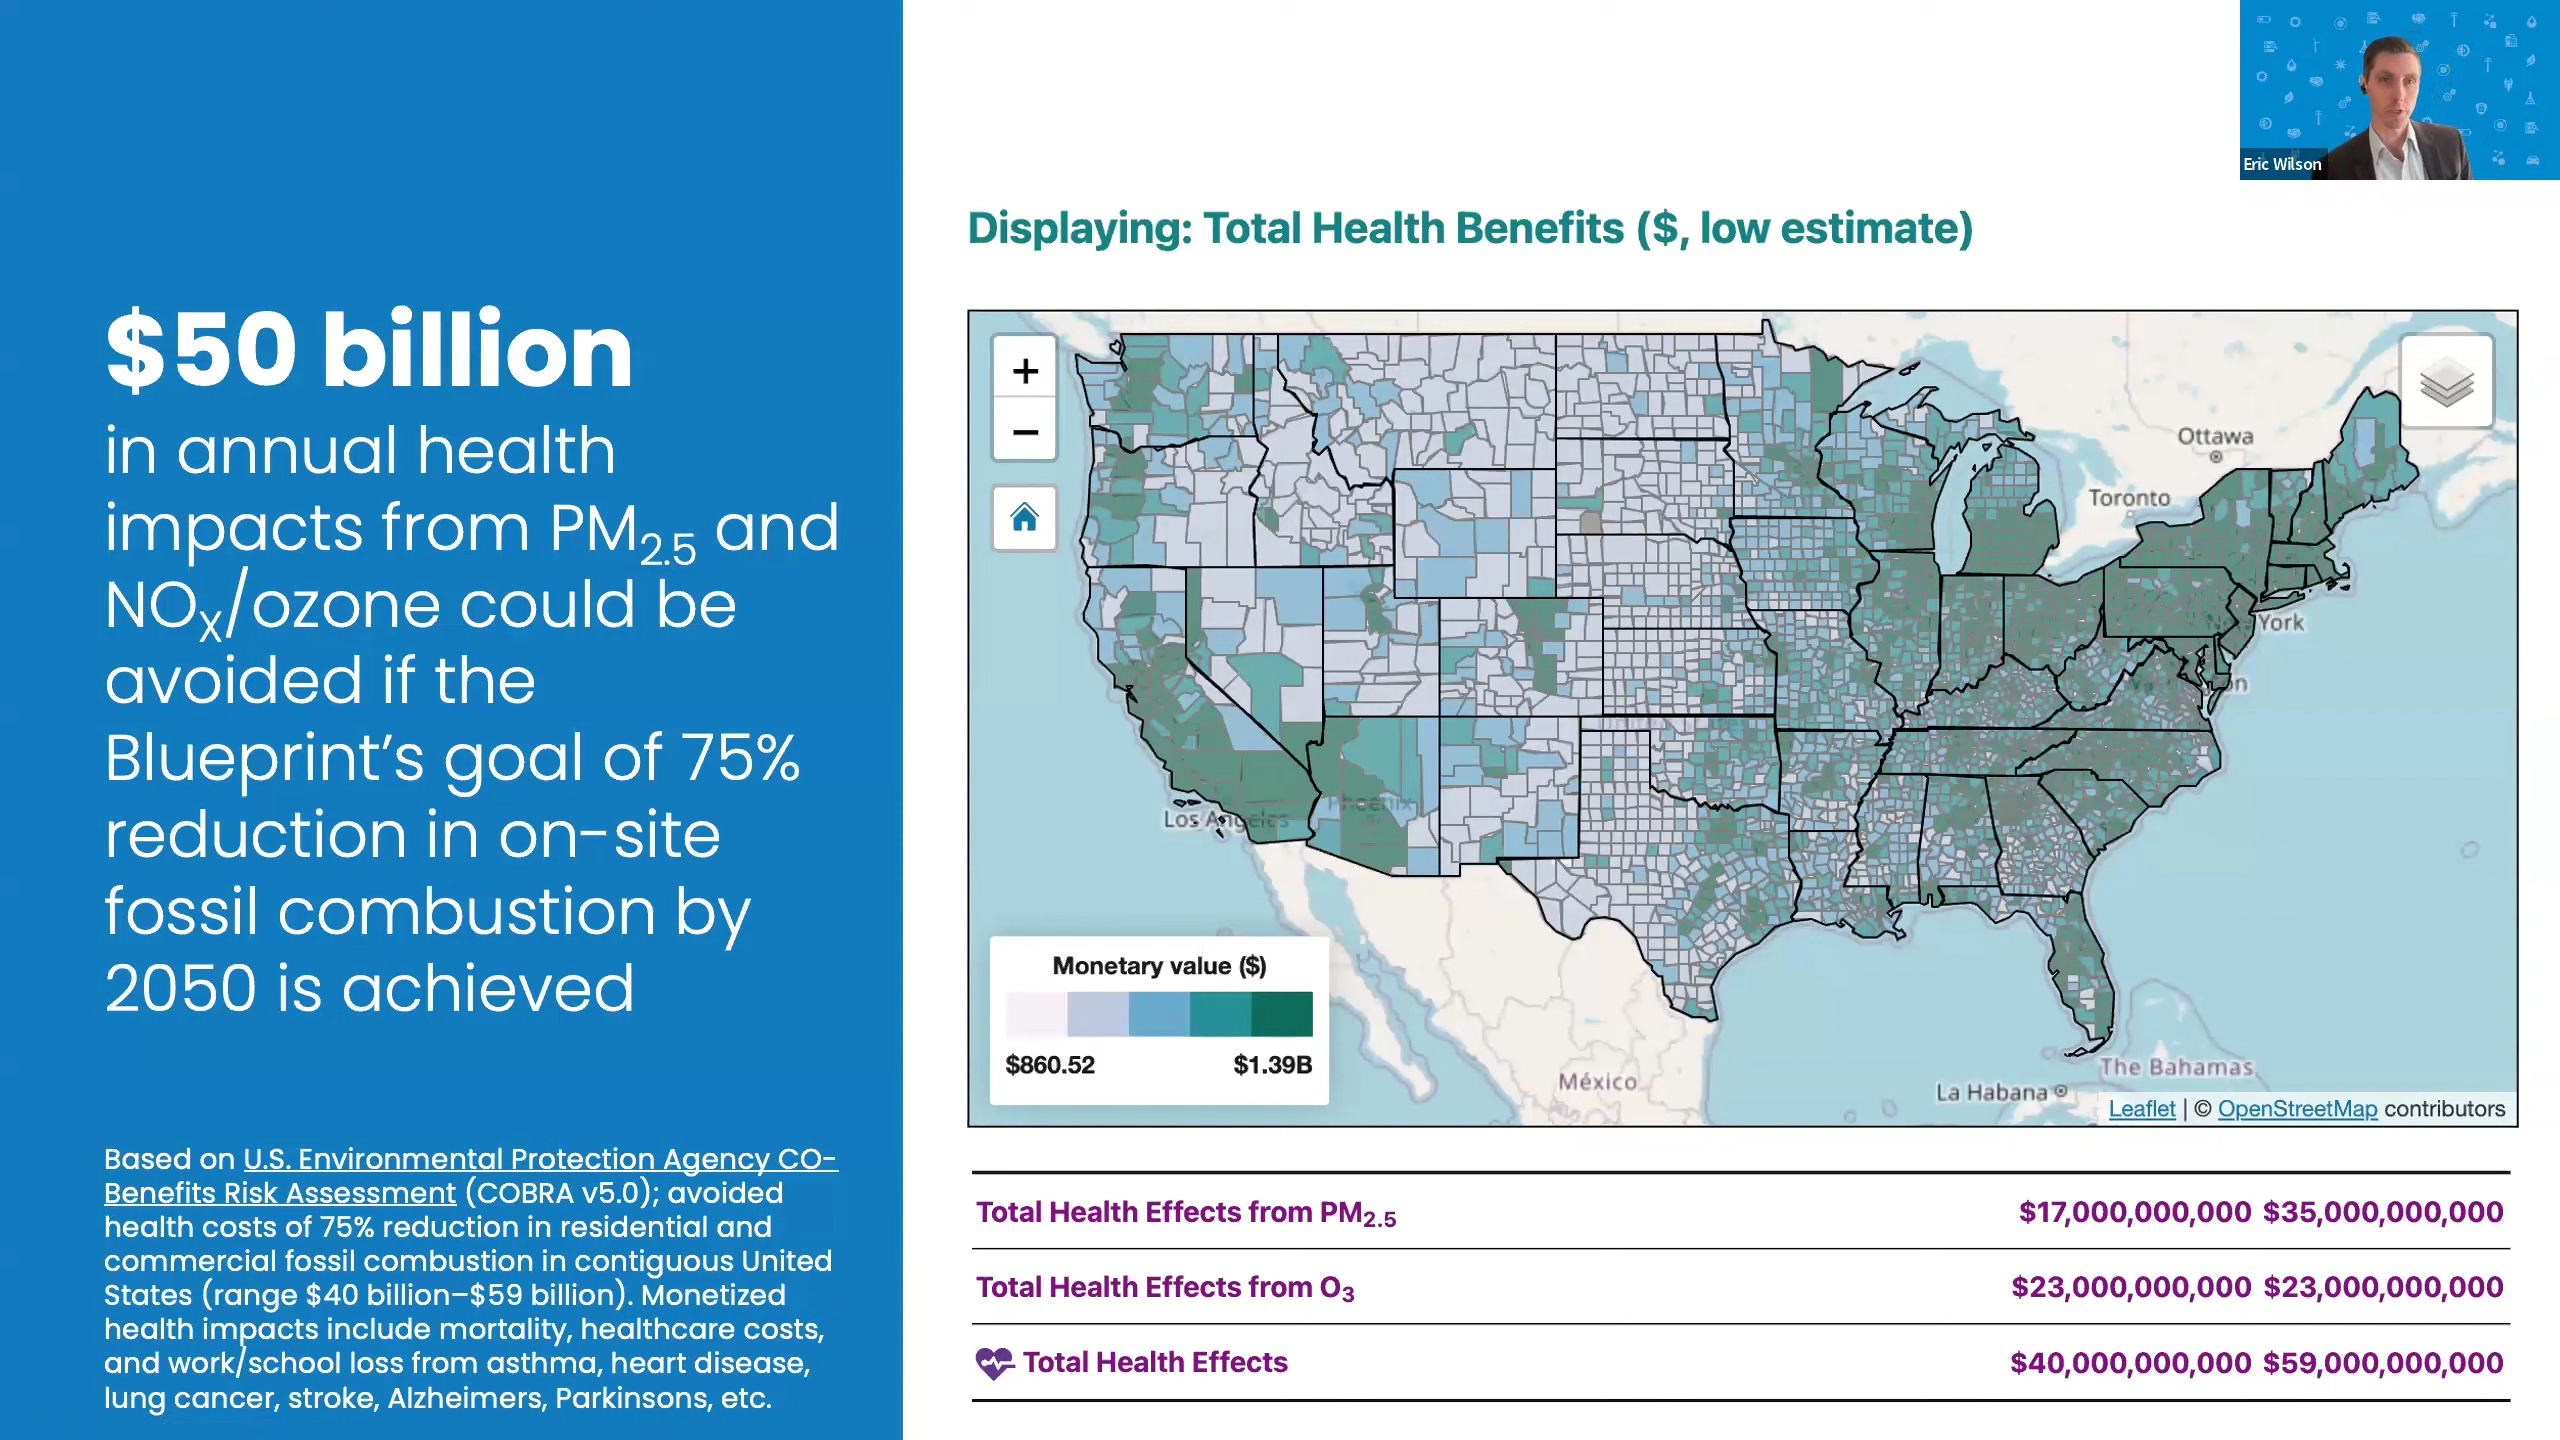 Eric Wilson
$50 billion
in annual health
impacts from PM2.5 and
NOX/ozone could be
avoided if the
Blueprint’s goal of 75%
reduction in on-site
fossil combustion by
2050 is achieved
Based on U.S. Environmental Protection Agency CO-
Benefits Risk Assessment (COBRA v5.0); avoided
health costs of 75% reduction in residential and
commercial fossil combustion in contiguous United
States (range $40 billion–$59 billion). Monetized
health impacts include mortality, healthcare costs,
and work/school loss from asthma, heart disease,
lung cancer, stroke, Alzheimers, Parkinsons, etc.
Displaying: Total Health Benefits ($, low estimate)
+
−
Ottawa
Toronto
York
Phoenix
Los Angeles
Monetary value ($)
$860.52 $1.39B
México
The Bahamas
La Habana
Leaflet | © OpenStreetMap contributors
Total Health Effects from PM2.5 $17,000,000,000 $35,000,000,000
Total Health Effects from O3 $23,000,000,000 $23,000,000,000
Total Health Effects $40,000,000,000 $59,000,000,000